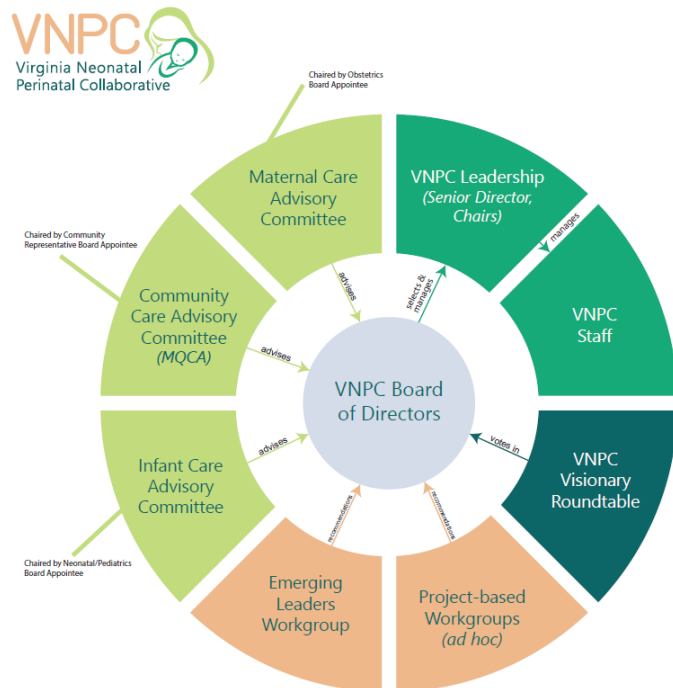 VNPC
Virginia Neonatal
Perinatal Collaborative
Chaired by Obstetrics
Board Appointee
Maternal Care
Advisory
Committee
VNPC Leadership
(Senior Director,
Chairs)
manages
Chaired by Community
Representative Board Appointee
Community
Care Advisory
Committee
(MQCA)
advises
selects &
manages
VNPC
Staff
advises
VNPC Board
of Directors
Infant Care
Advisory
Committee
advises
votes in
VNPC
Visionary
Roundtable
Chaired by Neonatal/Pediatrics
Board Appointee
recommendations
recommendations
Emerging
Leaders
Workgroup
Project-based
Workgroups
(ad hoc)